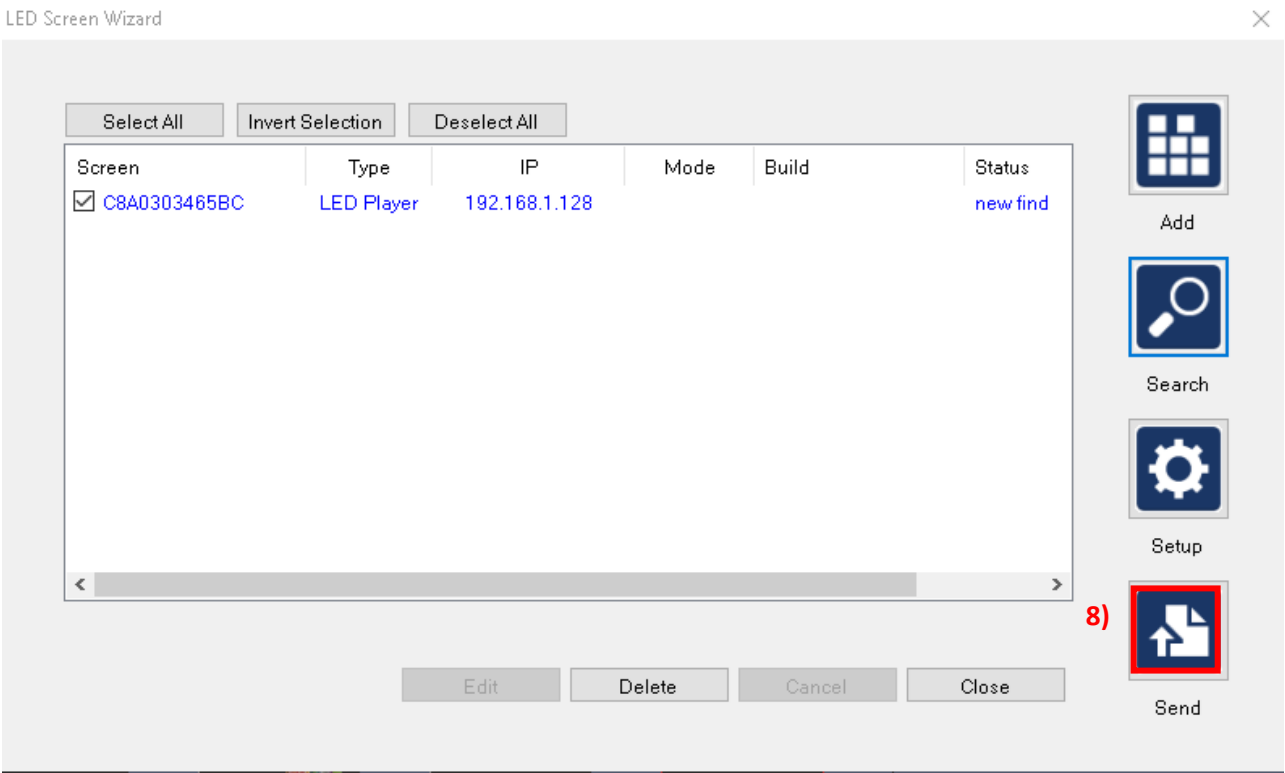 LED Screen Wizard
Select All Invert Selection Deselect All
Screen Type IP Mode Build Status
C8A0303465BC LED Player 192.168.1.128 new find
Add
Search
Setup
8)
Edit Delete Cancel Close
Send